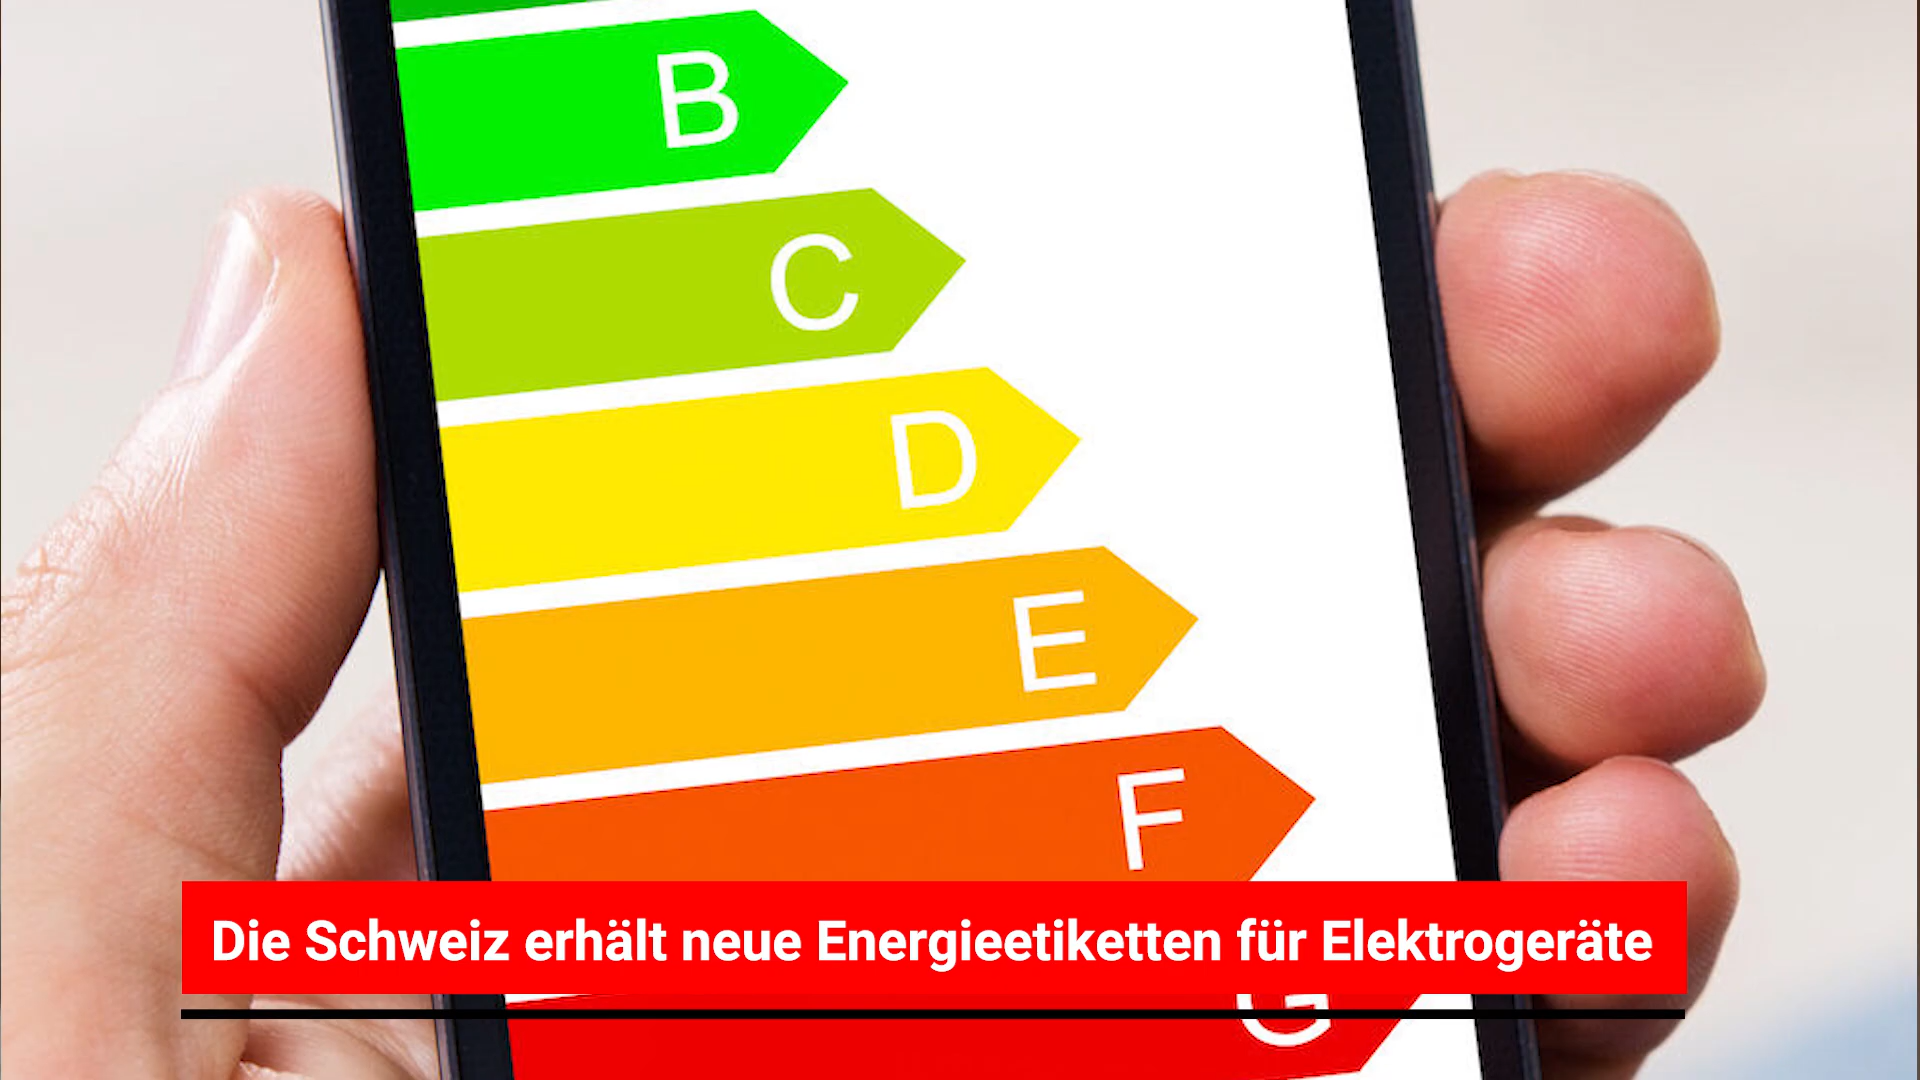 B
C
D
E
F
Die Schweiz erhält neue Energieetiketten für Elektrogeräte
G